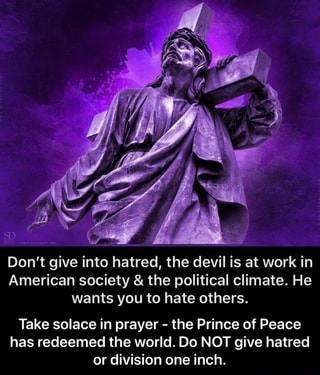 Don't give into hatred, the devil is at work in
American society & the political climate. He
wants you to hate others.
Take solace in prayer - the Prince of Peace
has redeemed the world. Do NOT give hatred
or division one inch.